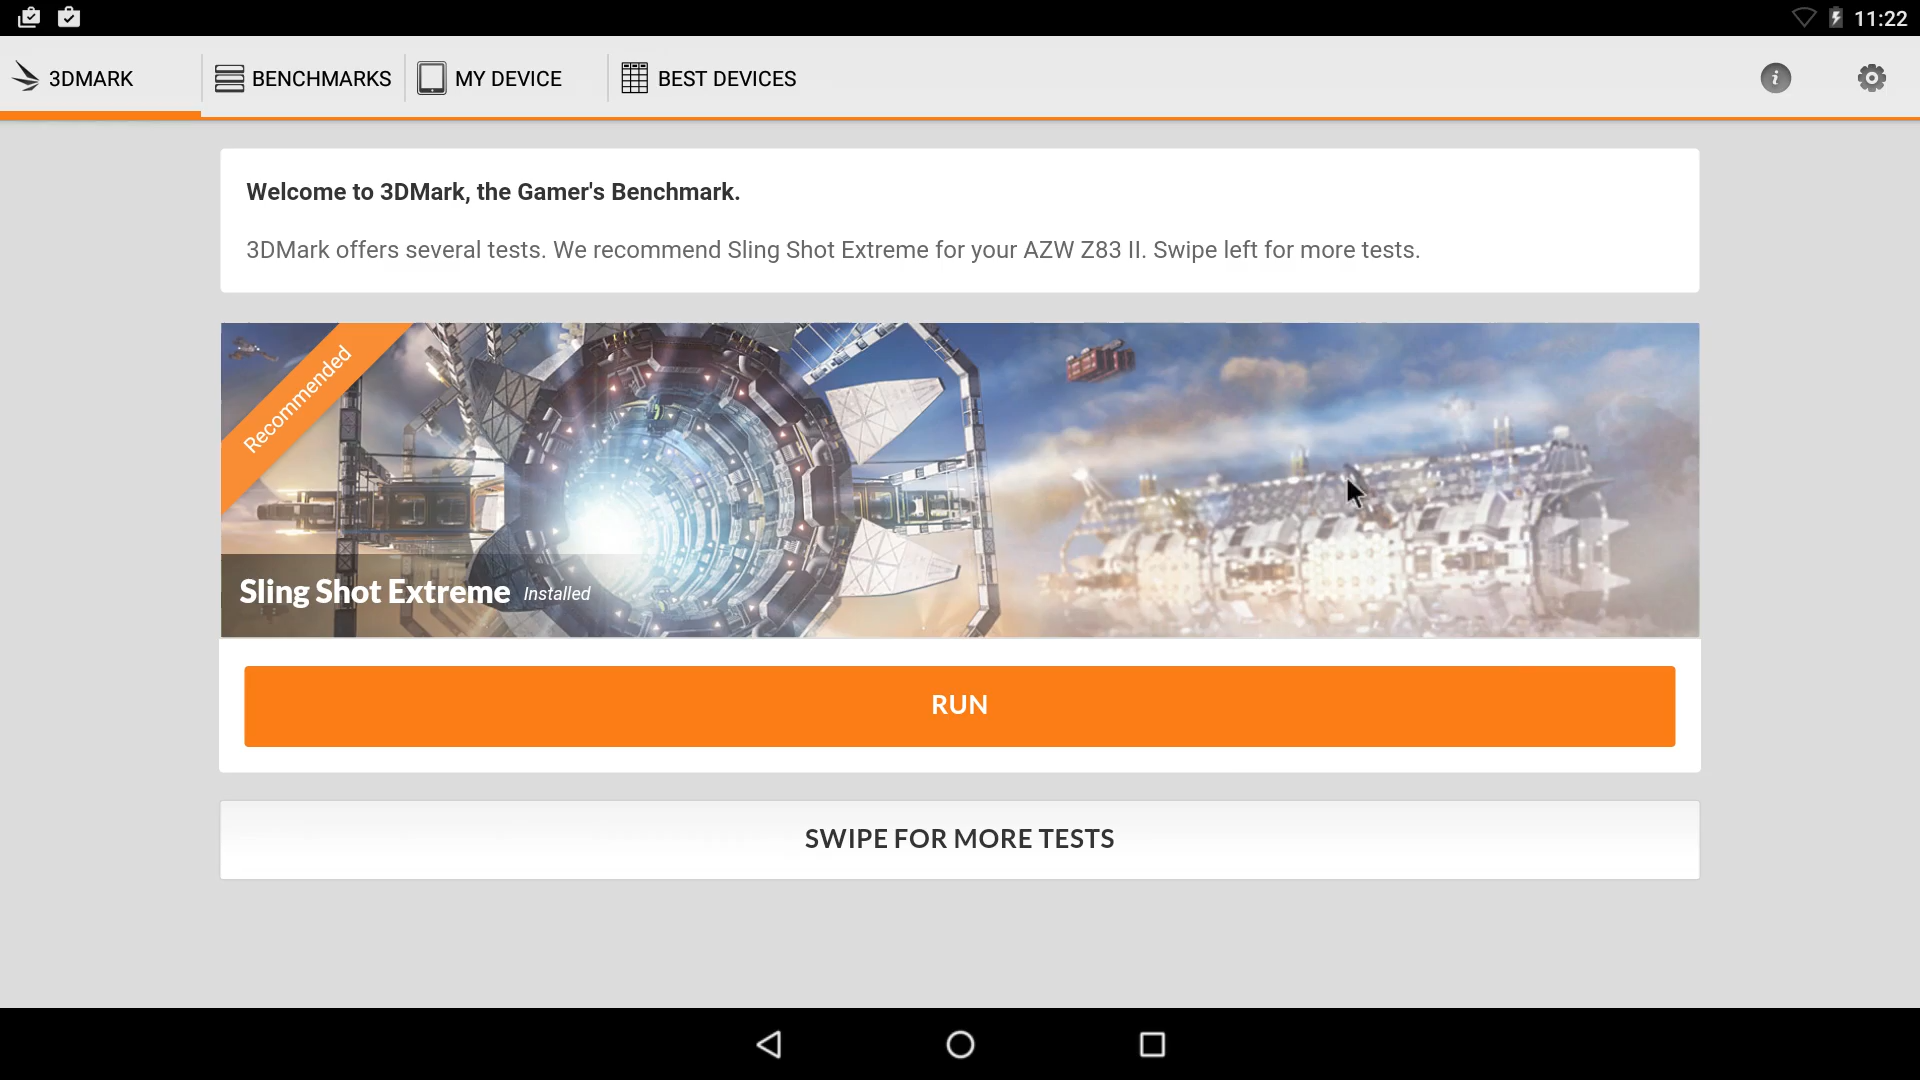 11:22
3DMARK
BENCHMARKS
MY DEVICE
BEST DEVICES
Welcome to 3DMark, the Gamer's Benchmark.
3DMark offers several tests. We recommend Sling Shot Extreme for your AZW Z83 II. Swipe left for more tests.
Recommended
Sling Shot Extreme Installed
RUN
SWIPE FOR MORE TESTS